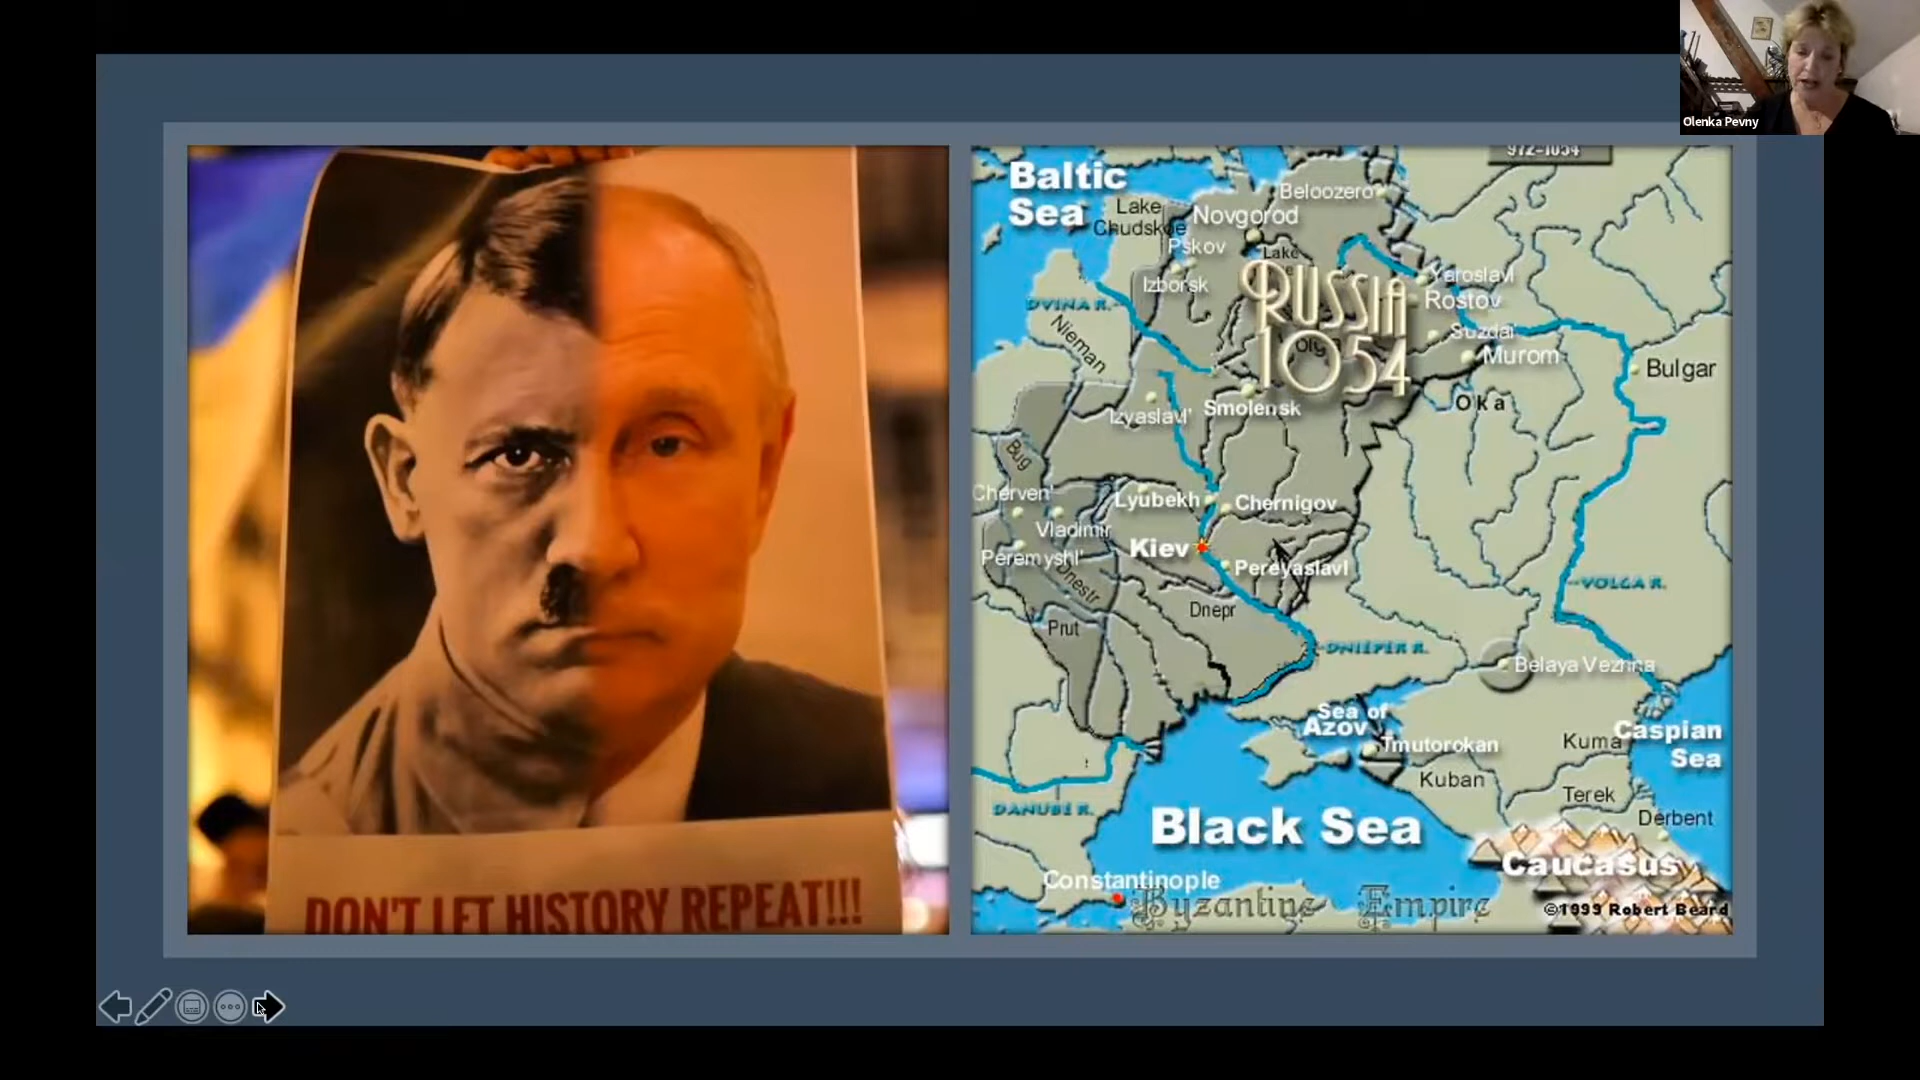 Olenka Pevny
DON'T LET HISTORY REPEAT!!!
972-1054
Baltic
Sea
Beloozero
Lake
Chudskoe
Novgorod
Pskov
Lake
Izborsk
Yaroslavl
Rostov
RUSSIA
1054
DVINA R.
Nieman
Suzdal
Murom
Bulgar
Oka
Izyaslavl'
Smolensk
Bug
Cherven'
Lyubekh
Chernigov
Vladimir
Kiev
Peremyshl'
Pereyaslavl
Dnestr
VOLGA R.
Dnepr
Prut
DNIEPER R.
Belaya Vezhna
Sea of
Azov
Tmutorokan
Kuma
Caspian
Sea
Kuban
Terek
DANUBE R.
Derbent
Black Sea
Caucasus
Constantinople
Byzantine Empire
©1999 Robert Beard